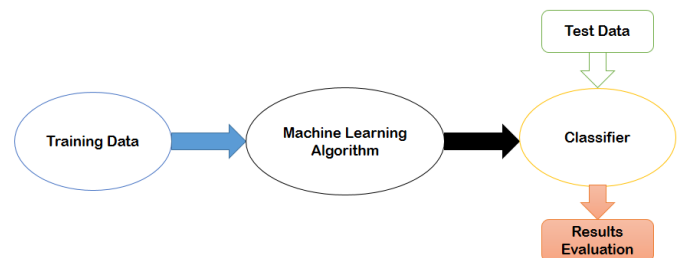 Test Data
Training Data
Machine Learning
Algorithm
Classifier
Results
Evaluation